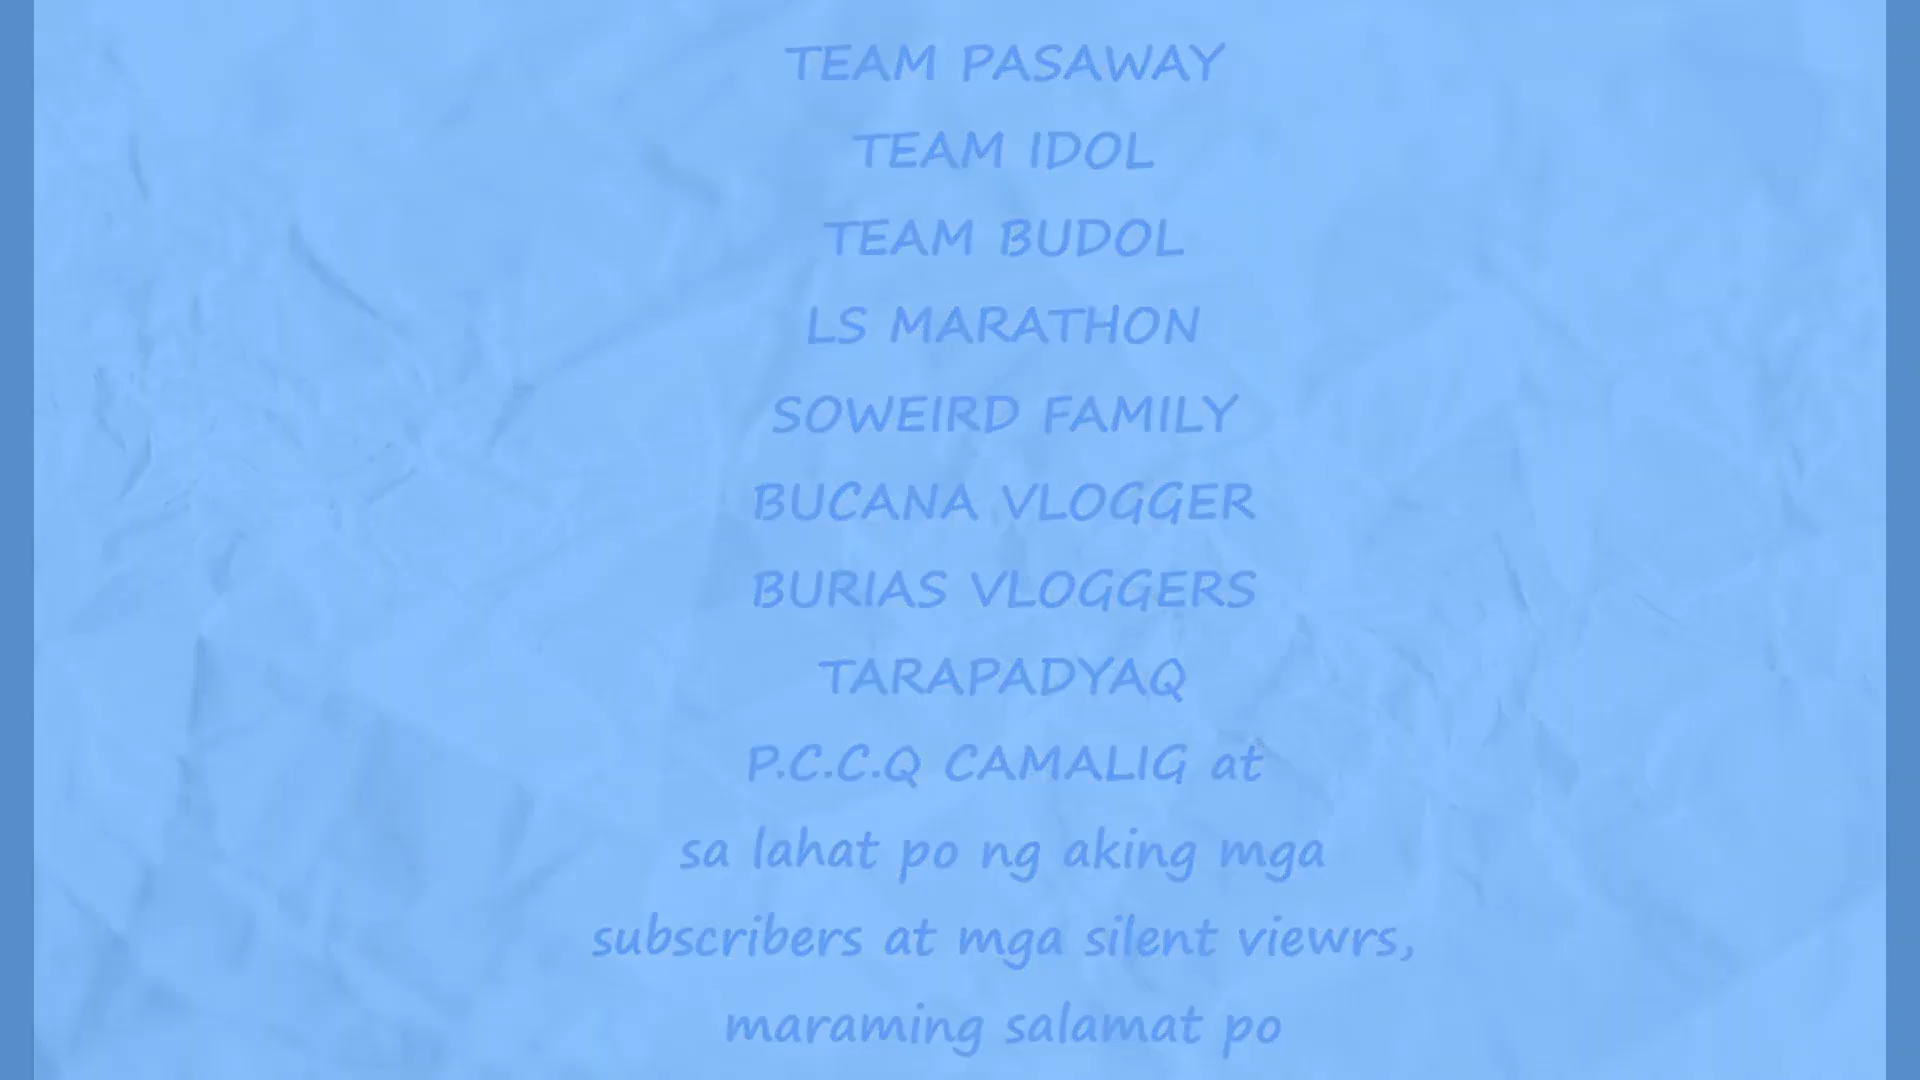 TEAM PASAWAY
TEAM IDOL
TEAM BUDOL
LS MARATHON
SOWEIRD FAMILY
BUCANA VLOGGER
BURIAS VLOGGERS
TARAPADYAQ
P.C.C.Q CAMALIG at
sa lahat po ng aking mga
subscribers at mga silent viewrs,
maraming salamat po